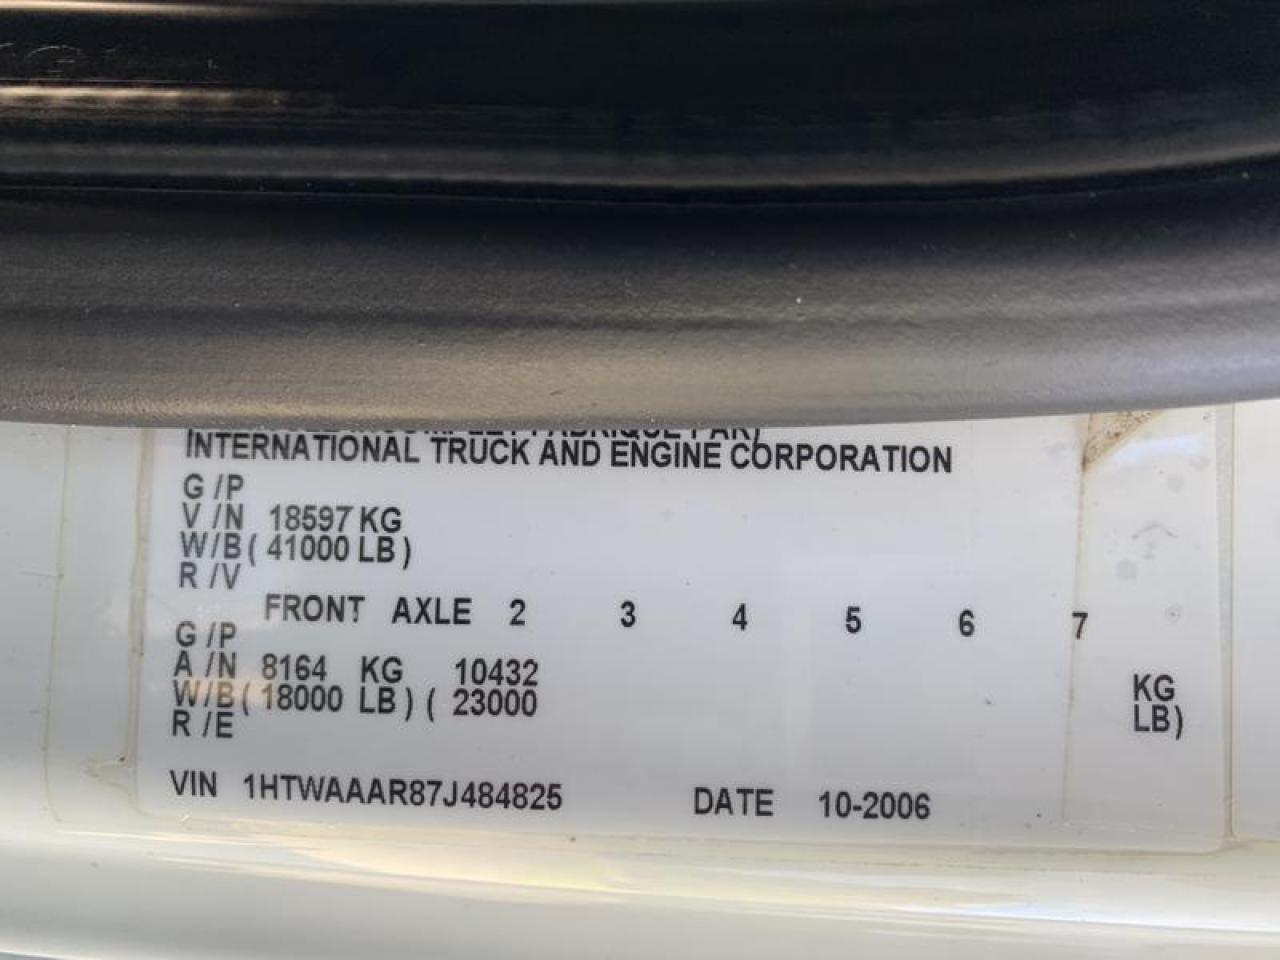 INTERNATIONAL TRUCK AND ENGINE CORPORATION
G /P
V /N 18597 KG
W/B ( 41000 LB )
R /V
FRONT AXLE 2 3 4 5 6 7
G /P
A /N 8164 KG 10432 KG
W/B ( 18000 LB ) ( 23000 LB)
R /E
VIN 1HTWAAAR87J484825 DATE 10-2006